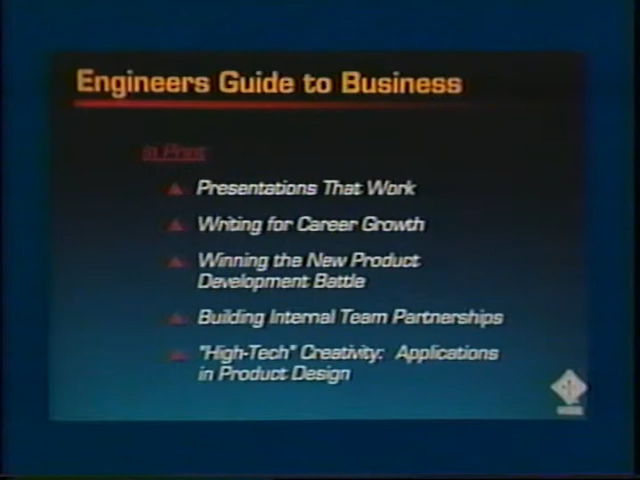 Engineers Guide to Business
In Print
Presentations That Work
Writing for Career Growth
Winning the New Product
Development Battle
Building Internal Team Partnerships
"High-Tech" Creativity: Applications
in Product Design